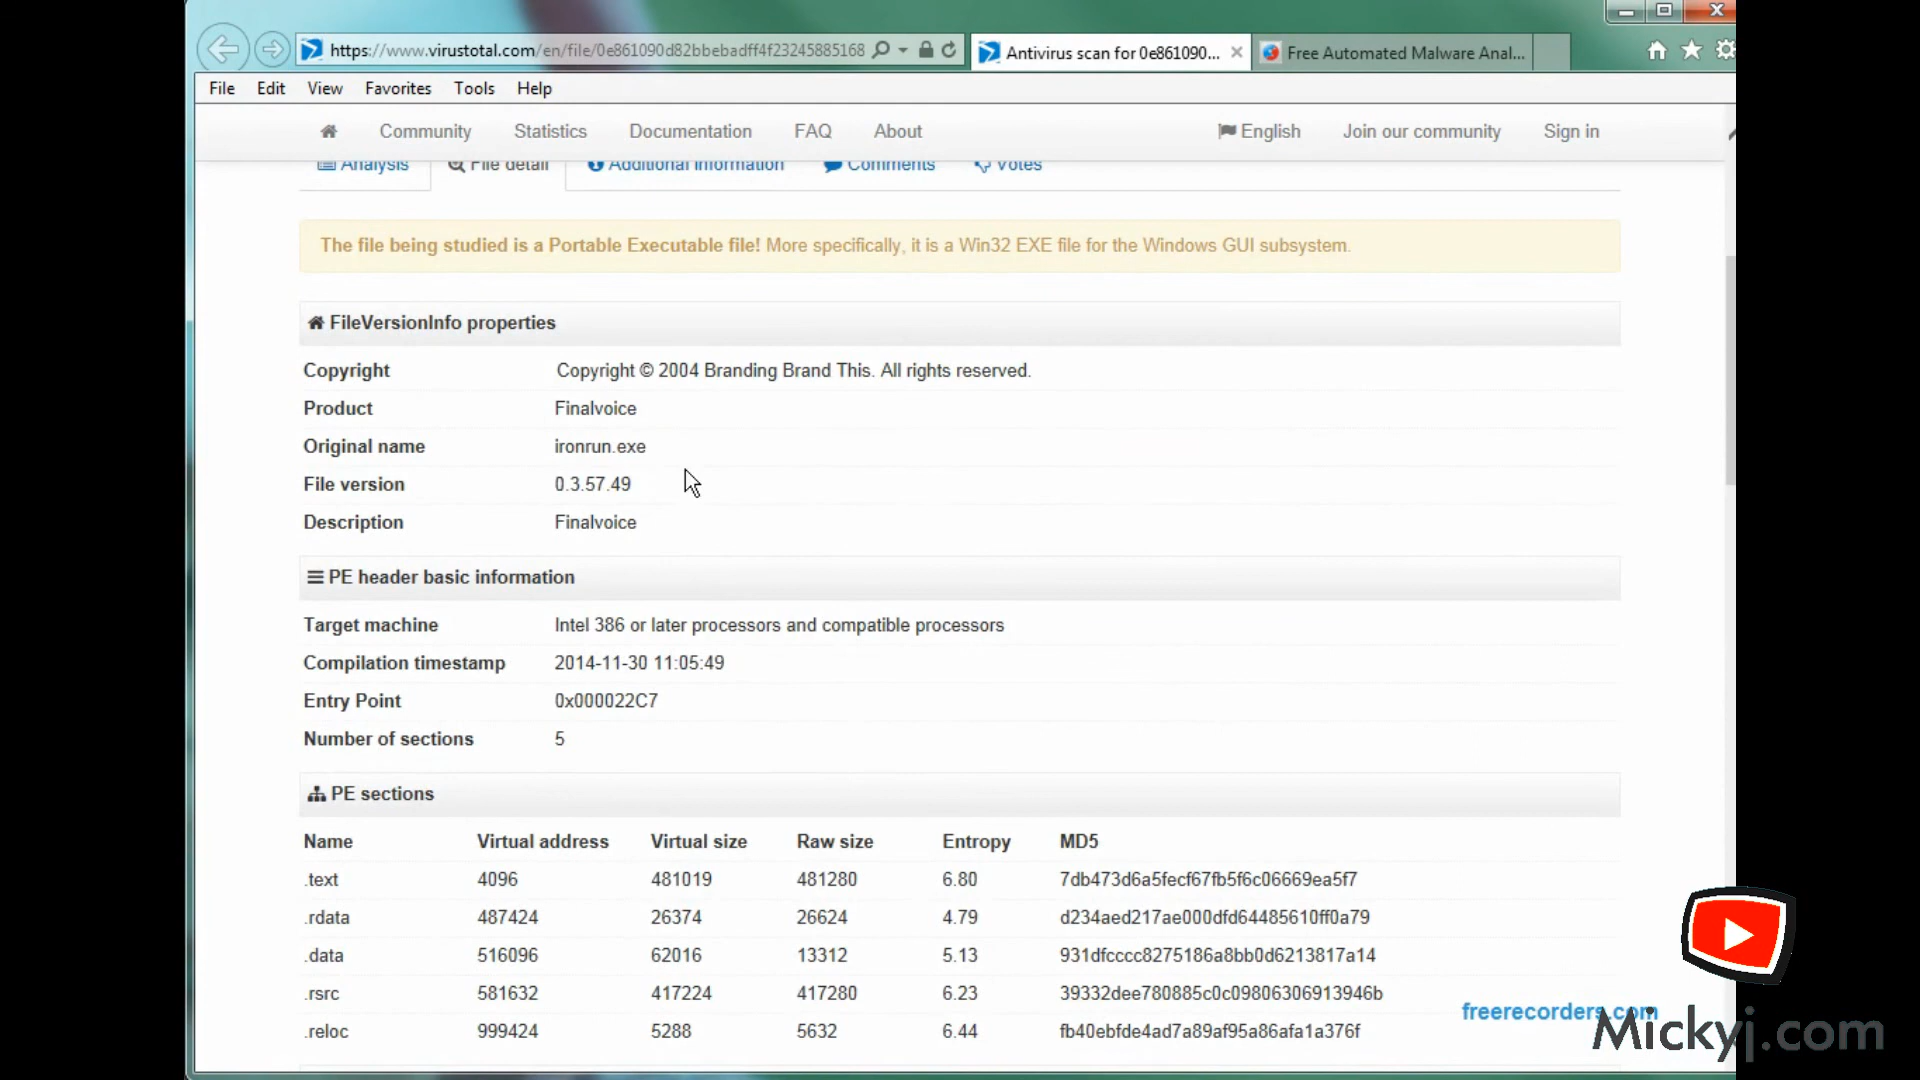 https://www.virustotal.com/en/file/0e861090d82bbebadff4f23245885168
Antivirus scan for 0e861090...
Free Automated Malware Anal...
File Edit View Favorites Tools Help
Community Statistics Documentation FAQ About English Join our community Sign in
Analysis File detail Additional information Comments Votes
The file being studied is a Portable Executable file! More specifically, it is a Win32 EXE file for the Windows GUI subsystem.
FileVersionInfo properties
Copyright Copyright © 2004 Branding Brand This. All rights reserved.
Product Finalvoice
Original name ironrun.exe
File version 0.3.57.49
Description Finalvoice
PE header basic information
Target machine Intel 386 or later processors and compatible processors
Compilation timestamp 2014-11-30 11:05:49
Entry Point 0x000022C7
Number of sections 5
PE sections
Name Virtual address Virtual size Raw size Entropy MD5
.text 4096 481019 481280 6.80 7db473d6a5fecf67fb5f6c06669ea5f7
.rdata 487424 26374 26624 4.79 d234aed217ae000dfd64485610ff0a79
.data 516096 62016 13312 5.13 931dfcccc8275186a8bb0d6213817a14
.rsrc 581632 417224 417280 6.23 39332dee780885c0c09806306913946b
.reloc 999424 5288 5632 6.44 fb40ebfde4ad7a89af95a86afa1a376f
freerecorders.com
Mickyj.com